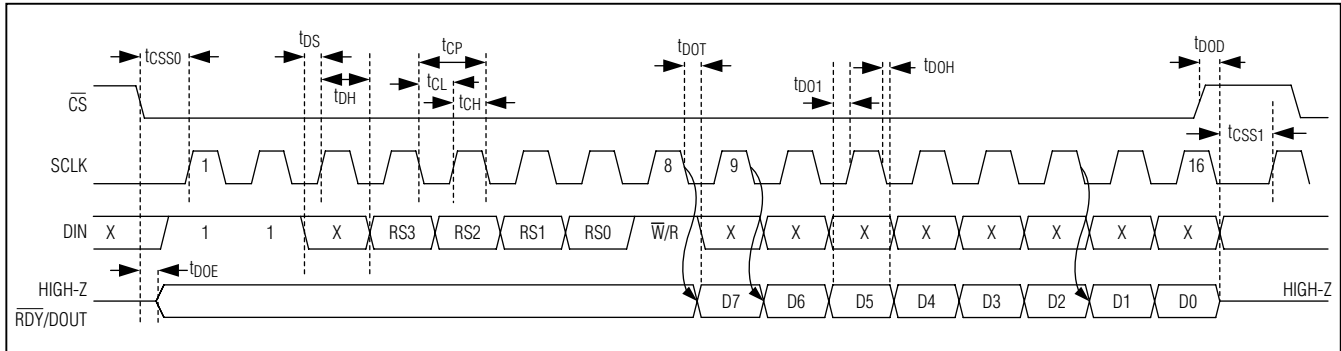 tCSS0
tDS
tDH
tCP
tCL
tCH
tDOT
tDO1
tDOH
tDOD
tCSS1
CS
SCLK
1
8
9
16
DIN
X
1
1
X
RS3
RS2
RS1
RS0
W/R
X
X
X
X
X
X
X
X
tDOE
HIGH-Z
RDY/DOUT
D7
D6
D5
D4
D3
D2
D1
D0
HIGH-Z